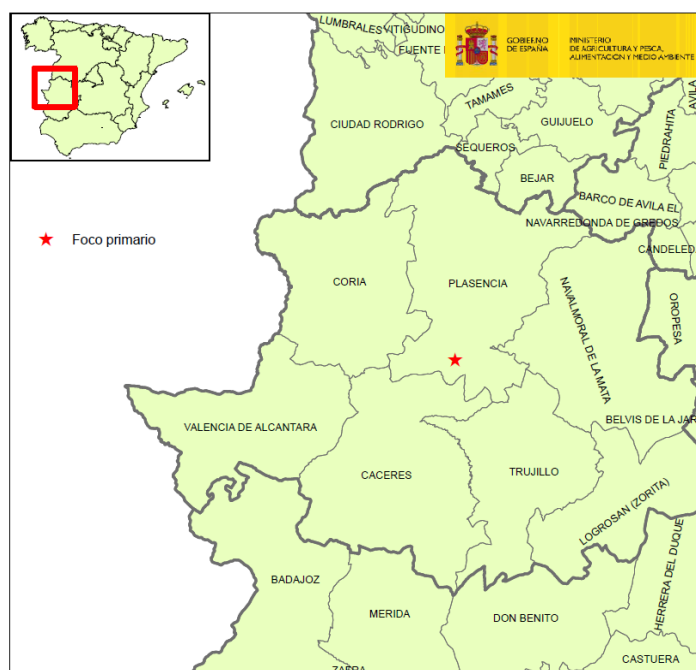 LUMBRALES
VITIGUDINO
FUENTE
GOBIERNO
DE ESPAÑA
MINISTERIO
DE AGRICULTURA Y PESCA,
ALIMENTACIÓN Y MEDIO AMBIENTE
TAMAMES
CIUDAD RODRIGO
GUIJUELO
PIEDRAHITA
AVILA
SEQUEROS
BEJAR
BARCO DE AVILA EL
NAVARREDONDA DE GREDOS
CANDELED
Foco primario
CORIA
PLASENCIA
OROPESA
NAVALMORAL DE LA MATA
VALENCIA DE ALCANTARA
BELVIS DE LA JAR
CACERES
TRUJILLO
LOGROSAN (ZORITA)
HERRERA DEL DUQUE
BADAJOZ
MERIDA
DON BENITO
CASTUERA
ZAFRA